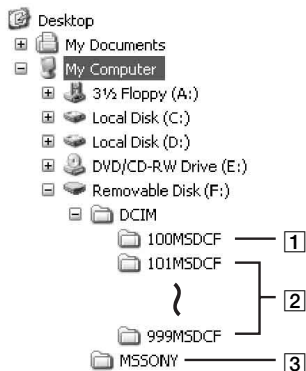 Desktop
My Documents
My Computer
3½ Floppy (A:)
Local Disk (C:)
Local Disk (D:)
DVD/CD-RW Drive (E:)
Removable Disk (F:)
DCIM
100MSDCF 1
101MSDCF
2
999MSDCF
MSSONY 3